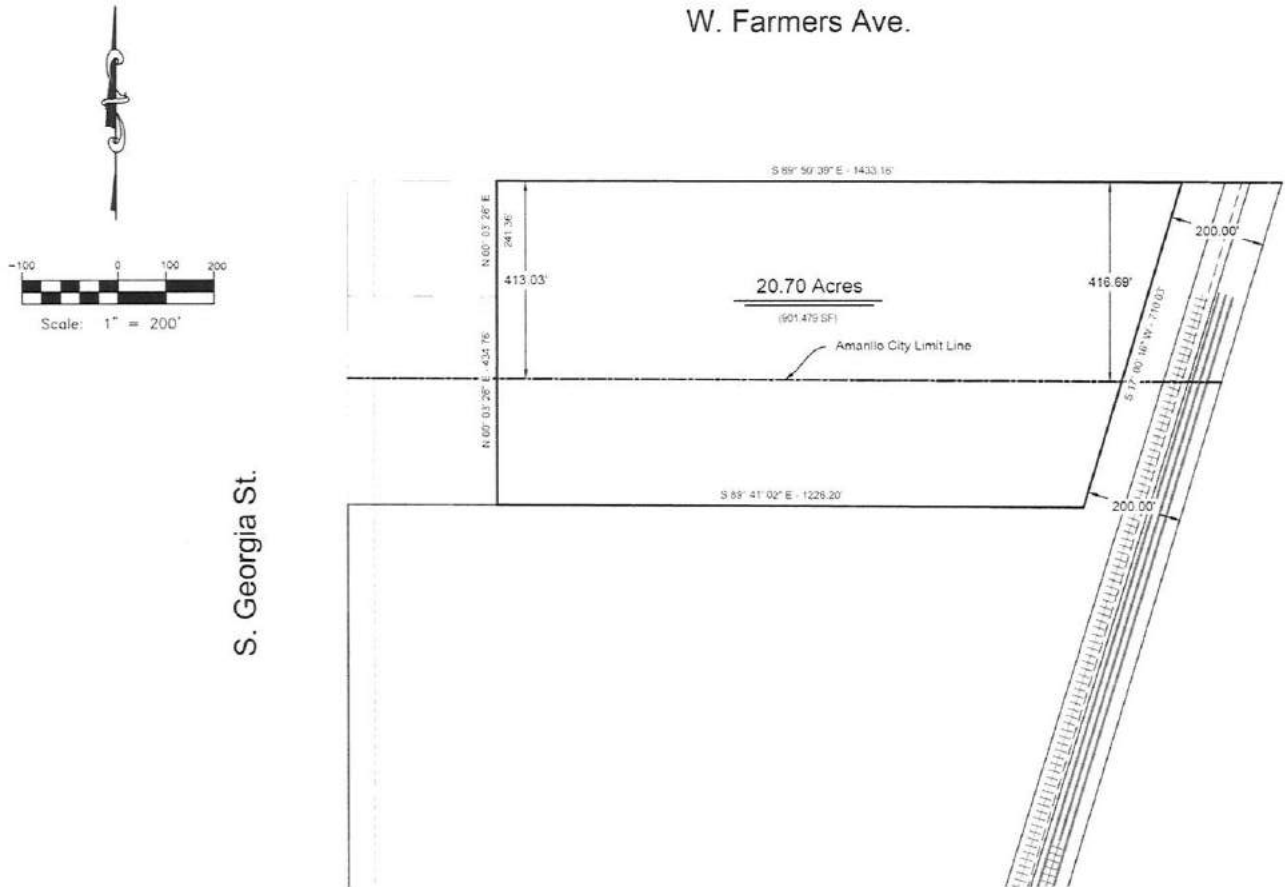 W. Farmers Ave.
-100 0 100 200
Scale: 1" = 200'
S 89° 50' 39" E - 1433.16'
N 00° 03' 26" E
241.36'
413.03'
20.70 Acres
(901,479 SF)
Amarillo City Limit Line
416.69'
200.00'
S 17° 00' 16" W - 710.03'
N 00° 03' 26" E - 434.76'
S 89° 41' 02" E - 1226.20'
200.00'
S. Georgia St.